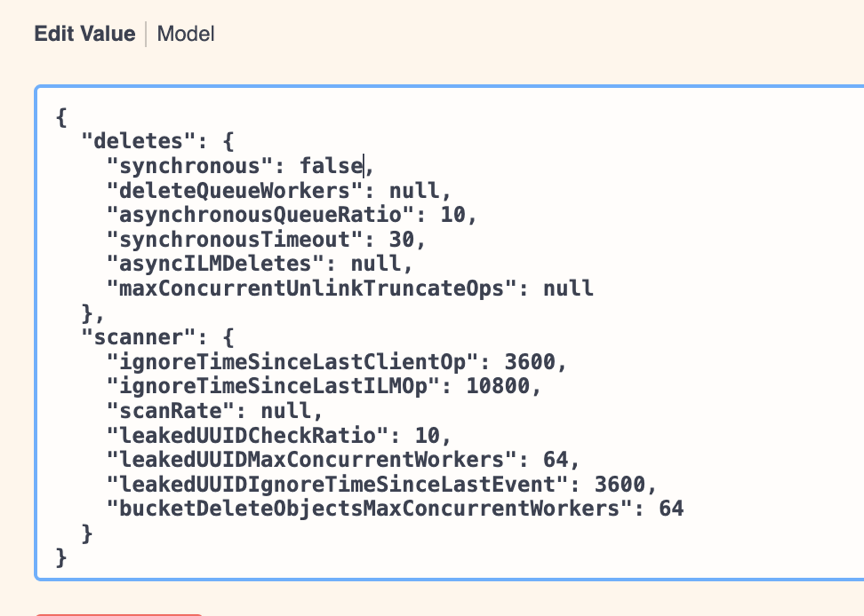 Edit Value | Model
{
  "deletes": {
    "synchronous": false,
    "deleteQueueWorkers": null,
    "asynchronousQueueRatio": 10,
    "synchronousTimeout": 30,
    "asyncILMDeletes": null,
    "maxConcurrentUnlinkTruncateOps": null
  },
  "scanner": {
    "ignoreTimeSinceLastClientOp": 3600,
    "ignoreTimeSinceLastILMOp": 10800,
    "scanRate": null,
    "leakedUUIDCheckRatio": 10,
    "leakedUUIDMaxConcurrentWorkers": 64,
    "leakedUUIDIgnoreTimeSinceLastEvent": 3600,
    "bucketDeleteObjectsMaxConcurrentWorkers": 64
  }
}